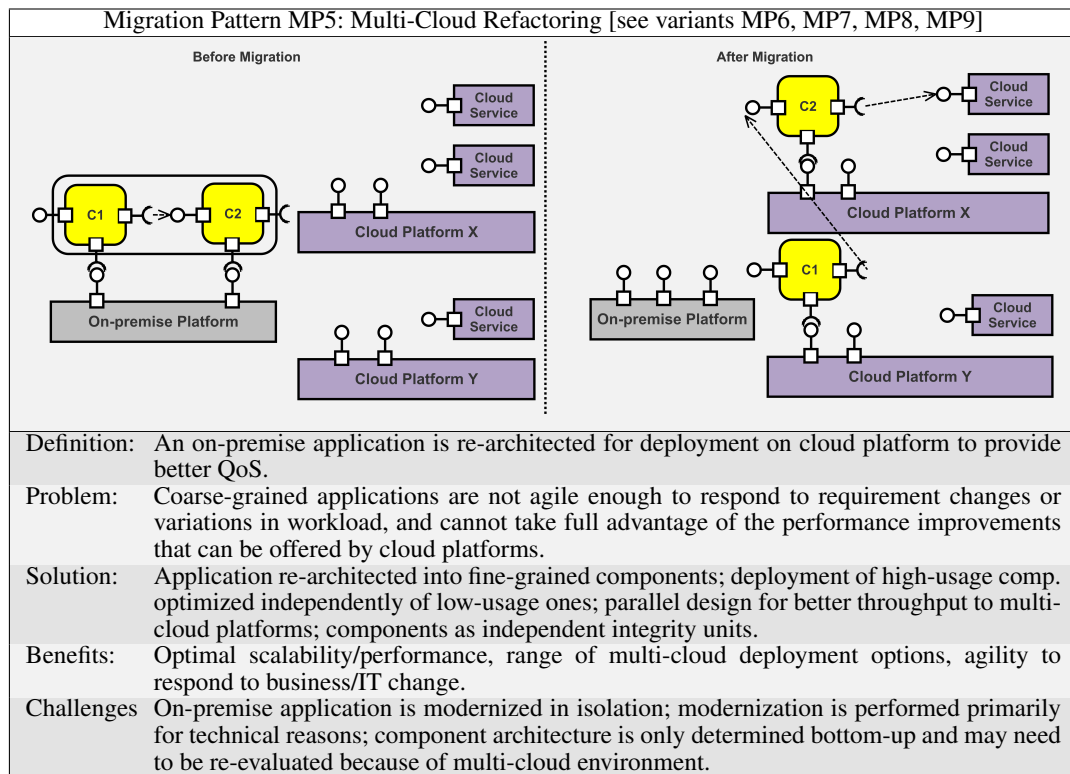 Migration Pattern MP5: Multi-Cloud Refactoring [see variants MP6, MP7, MP8, MP9]
Before Migration
Cloud
Service
Cloud
Service
C1
C2
Cloud Platform X
On-premise Platform
Cloud
Service
Cloud Platform Y
After Migration
C2
Cloud
Service
Cloud
Service
Cloud Platform X
C1
On-premise Platform
Cloud
Service
Cloud Platform Y
Definition: An on-premise application is re-architected for deployment on cloud platform to provide
better QoS.
Problem: Coarse-grained applications are not agile enough to respond to requirement changes or
variations in workload, and cannot take full advantage of the performance improvements
that can be offered by cloud platforms.
Solution: Application re-architected into fine-grained components; deployment of high-usage comp.
optimized independently of low-usage ones; parallel design for better throughput to multi-
cloud platforms; components as independent integrity units.
Benefits: Optimal scalability/performance, range of multi-cloud deployment options, agility to
respond to business/IT change.
Challenges On-premise application is modernized in isolation; modernization is performed primarily
for technical reasons; component architecture is only determined bottom-up and may need
to be re-evaluated because of multi-cloud environment.